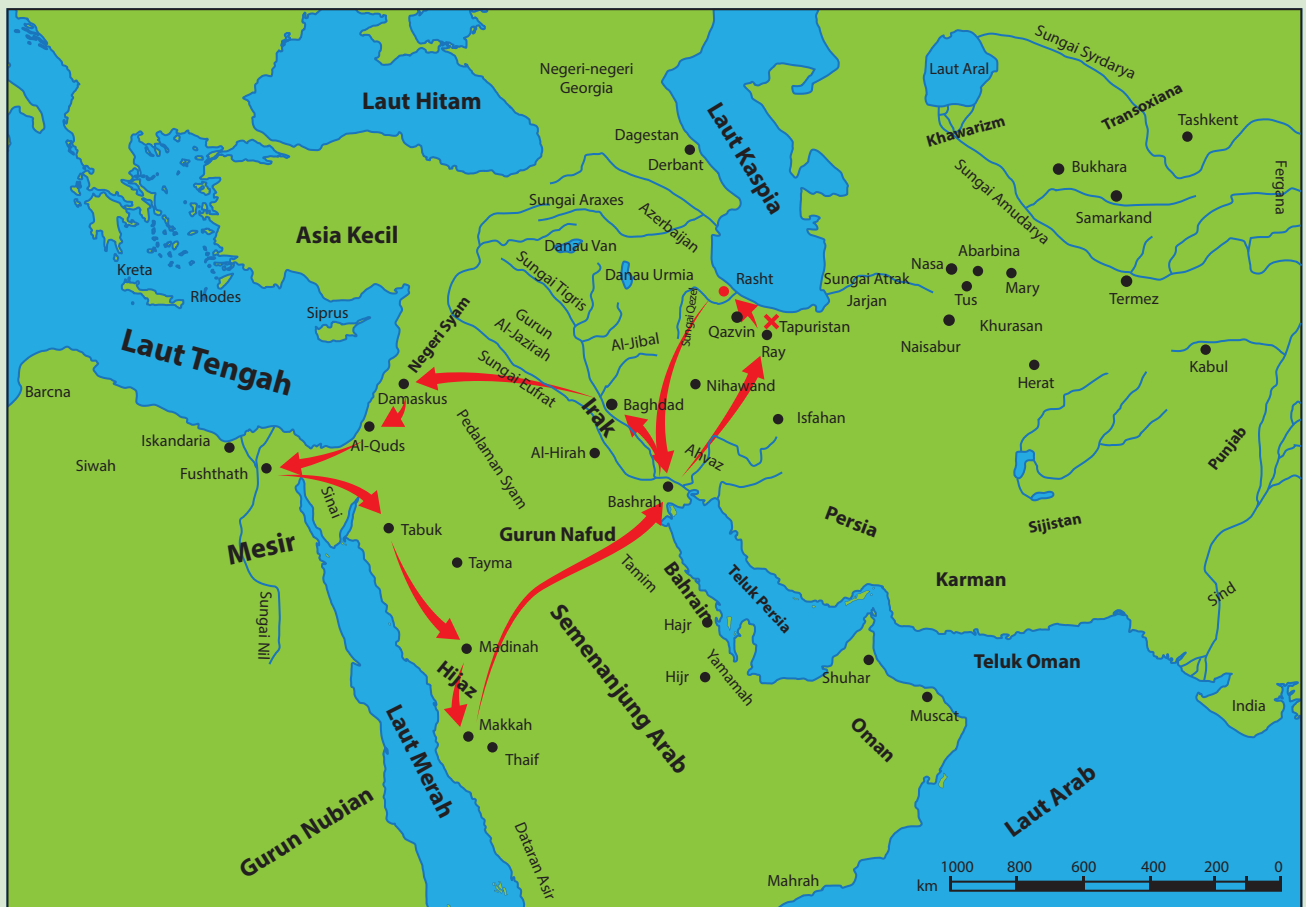 Laut Hitam
Negeri-negeri
Georgia
Laut Kaspia
Dagestan
Derbant
Laut Aral
Sungai Syrdarya
Khawarizm
Transoxiana
Tashkent
Bukhara
Samarkand
Fergana
Sungai Amudarya
Termez
Asia Kecil
Sungai Araxes
Azerbaijan
Danau Van
Danau Urmia
Sungai Tigris
Gurun
Al-Jazirah
Al-Jibal
Sungai Qezel
Rasht
Qazvin
Tapuristan
Ray
Sungai Atrak
Jarjan
Nasa
Abarbina
Tus
Mary
Khurasan
Naisabur
Herat
Kabul
Kreta
Rhodes
Siprus
Laut Tengah
Negeri Syam
Sungai Eufrat
Damaskus
Irak
Baghdad
Nihawand
Isfahan
Barcna
Iskandaria
Siwah
Fushthath
Al-Quds
Pedalaman Syam
Al-Hirah
Ahvaz
Bashrah
Punjab
Sinai
Mesir
Sungai Nil
Tabuk
Tayma
Gurun Nafud
Tamim
Bahrain
Teluk Persia
Persia
Sijistan
Karman
Sind
Madinah
Hijaz
Makkah
Thaif
Semenanjung Arab
Hajr
Hijr
Yamamah
Shuhar
Muscat
Oman
Teluk Oman
India
Laut Merah
Gurun Nubian
Dataran Asir
Mahrah
Laut Arab
1000 800 600 400 200 0
km